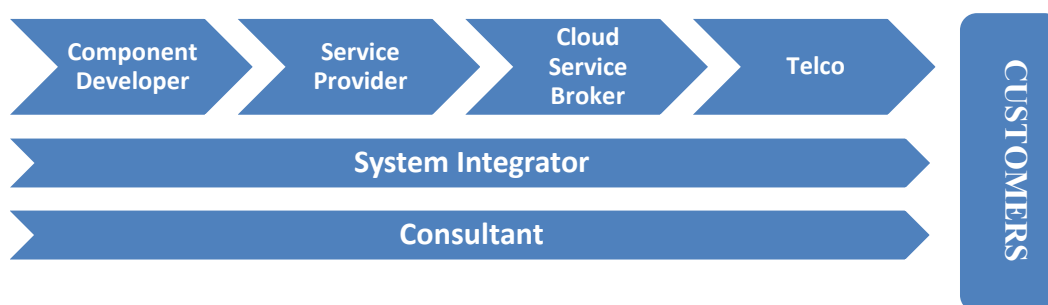 Component
Developer
Service
Provider
Cloud
Service
Broker
Telco
System Integrator
Consultant
CUSTOMERS